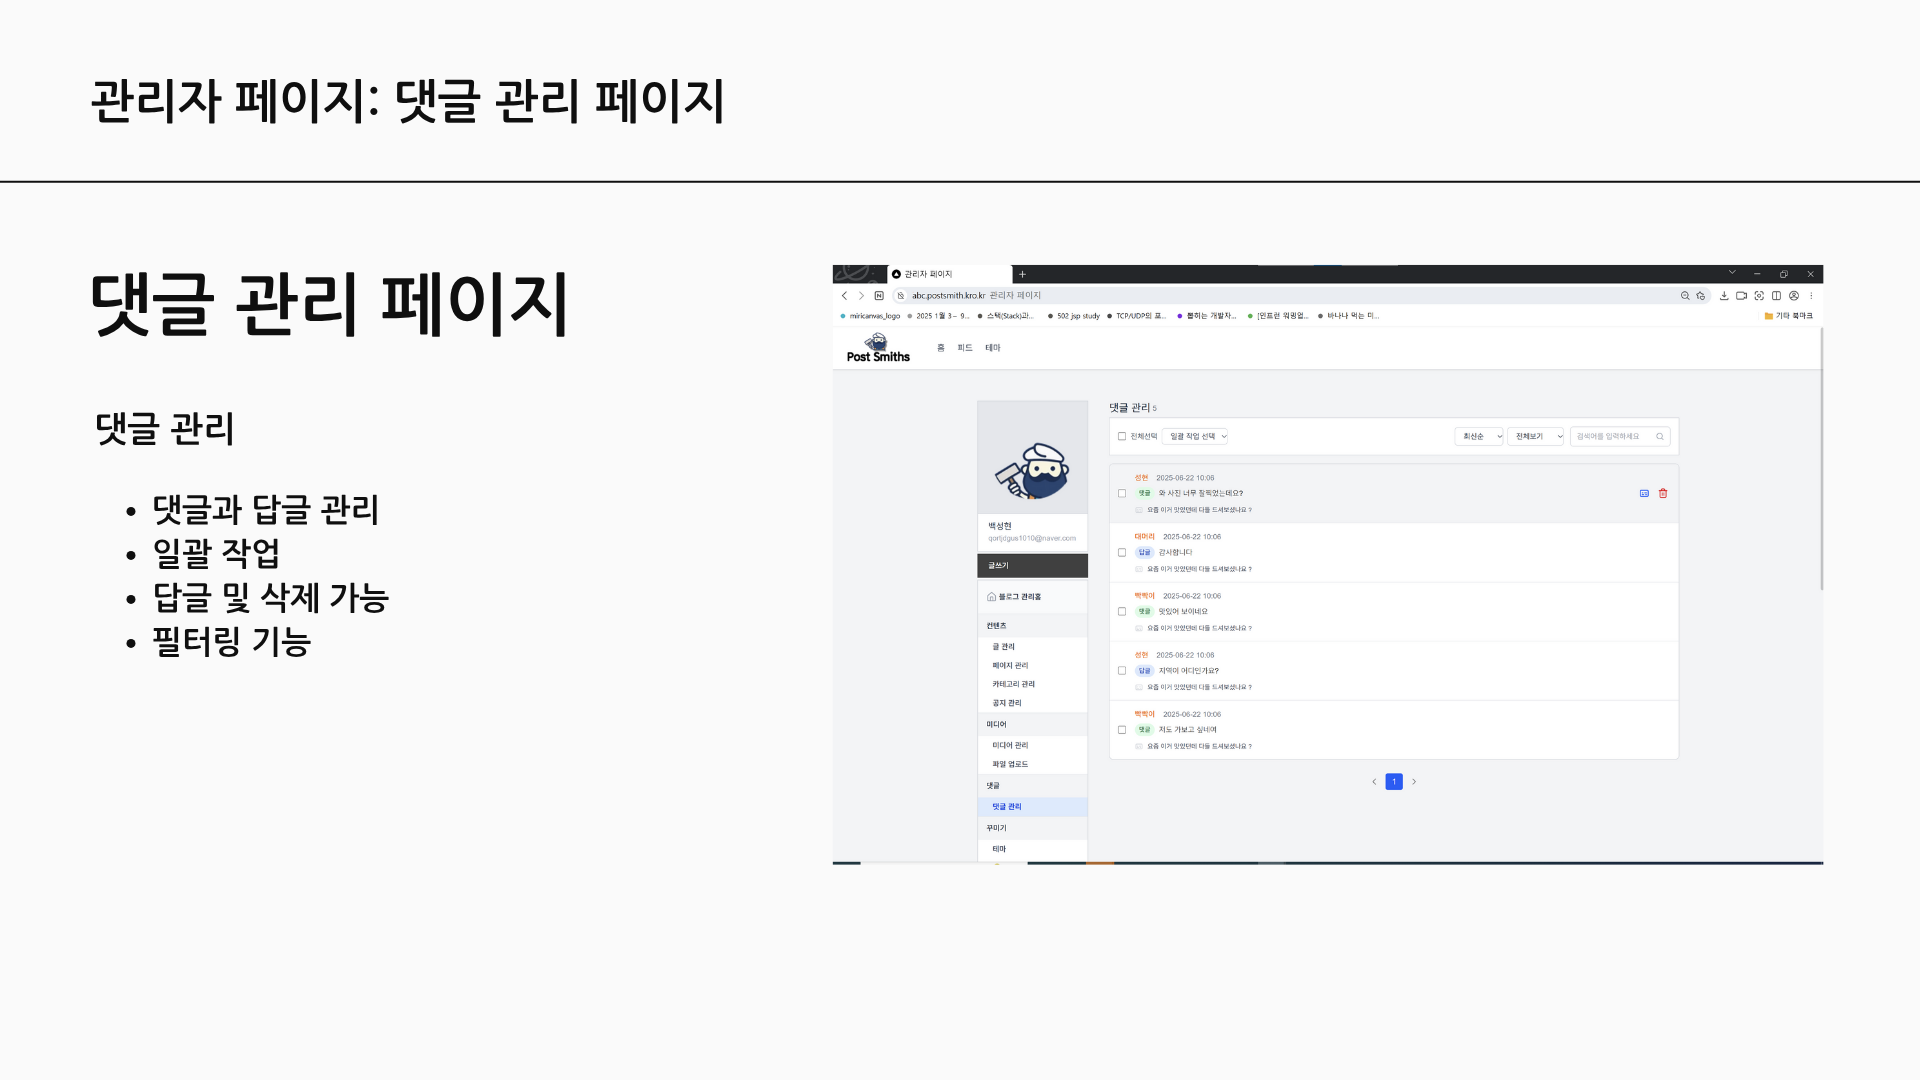 관리자 페이지: 댓글 관리 페이지
댓글 관리 페이지
댓글 관리
• 댓글과 답글 관리
• 일괄 작업
• 답글 및 삭제 가능
• 필터링 기능
관리자 페이지
abc.postsmith.kro.kr 관리자 페이지
miricanvas_logo 2025 1월 3~ 9... 스택(Stack)과... 502 jsp study TCP/UDP의 포... 뽑히는 개발자... [인프런 워밍업... 바나나 먹는 미... 기타 북마크
Post Smiths 홈 피드 테마
백성현
qorljdgus1010@naver.com
글쓰기
블로그 관리홈
컨텐츠
글 관리
페이지 관리
카테고리 관리
공지 관리
미디어
미디어 관리
파일 업로드
댓글
댓글 관리
꾸미기
테마
댓글 관리 5
전체선택 일괄 작업 선택 최신순 전체보기 검색어를 입력하세요
성현 2025-06-22 10:06
댓글 와 사진 너무 잘찍었는데요?
요즘 이거 맛있던데 다들 드셔보셨나요 ?
대머리 2025-06-22 10:06
답글 감사합니다
요즘 이거 맛있던데 다들 드셔보셨나요 ?
빡빡이 2025-06-22 10:06
댓글 맛있어 보이네요
요즘 이거 맛있던데 다들 드셔보셨나요 ?
성현 2025-06-22 10:06
답글 지역이 어디인가요?
요즘 이거 맛있던데 다들 드셔보셨나요 ?
빡빡이 2025-06-22 10:06
댓글 저도 가보고 싶네여
요즘 이거 맛있던데 다들 드셔보셨나요 ?
1